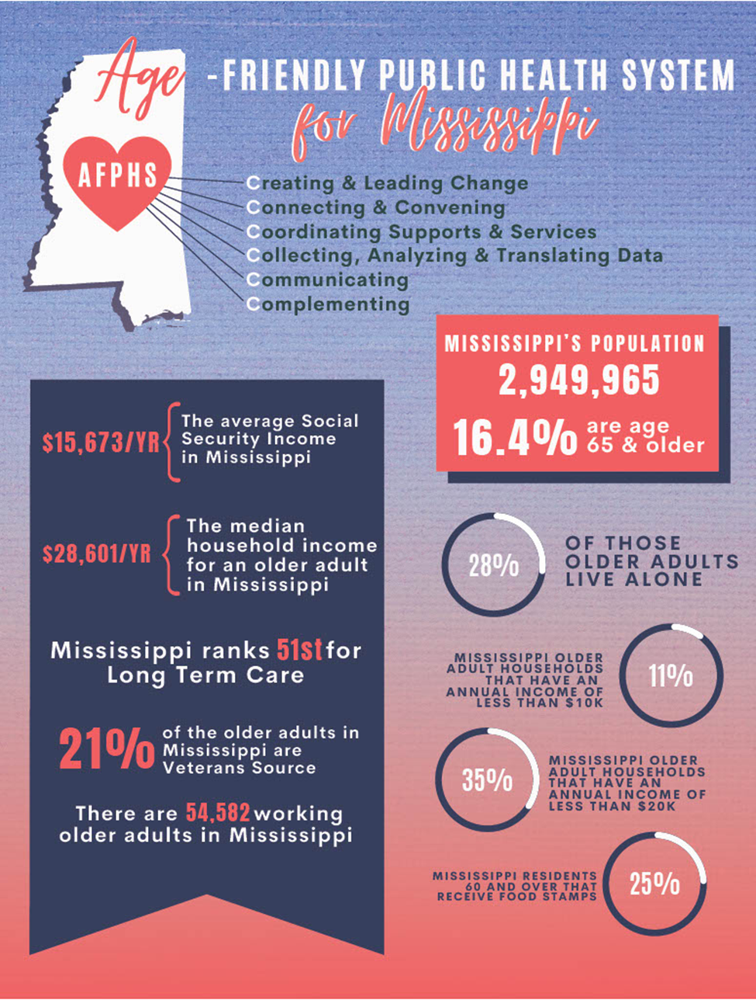 Age -FRIENDLY PUBLIC HEALTH SYSTEM
for Mississippi
AFPHS
Creating & Leading Change
Connecting & Convening
Coordinating Supports & Services
Collecting, Analyzing & Translating Data
Communicating
Complementing
MISSISSIPPI'S POPULATION
2,949,965
16.4% are age
65 & older
$15,673/YR
The average Social
Security Income
in Mississippi
$28,601/YR
The median
household income
for an older adult
in Mississippi
Mississippi ranks 51st for
Long Term Care
21% of the older adults in
Mississippi are
Veterans Source
There are 54,582 working
older adults in Mississippi
28%
OF THOSE
OLDER ADULTS
LIVE ALONE
MISSISSIPPI OLDER
ADULT HOUSEHOLDS
THAT HAVE AN
ANNUAL INCOME OF
LESS THAN $10K
11%
35%
MISSISSIPPI OLDER
ADULT HOUSEHOLDS
THAT HAVE AN
ANNUAL INCOME OF
LESS THAN $20K
MISSISSIPPI RESIDENTS
60 AND OVER THAT
RECEIVE FOOD STAMPS
25%